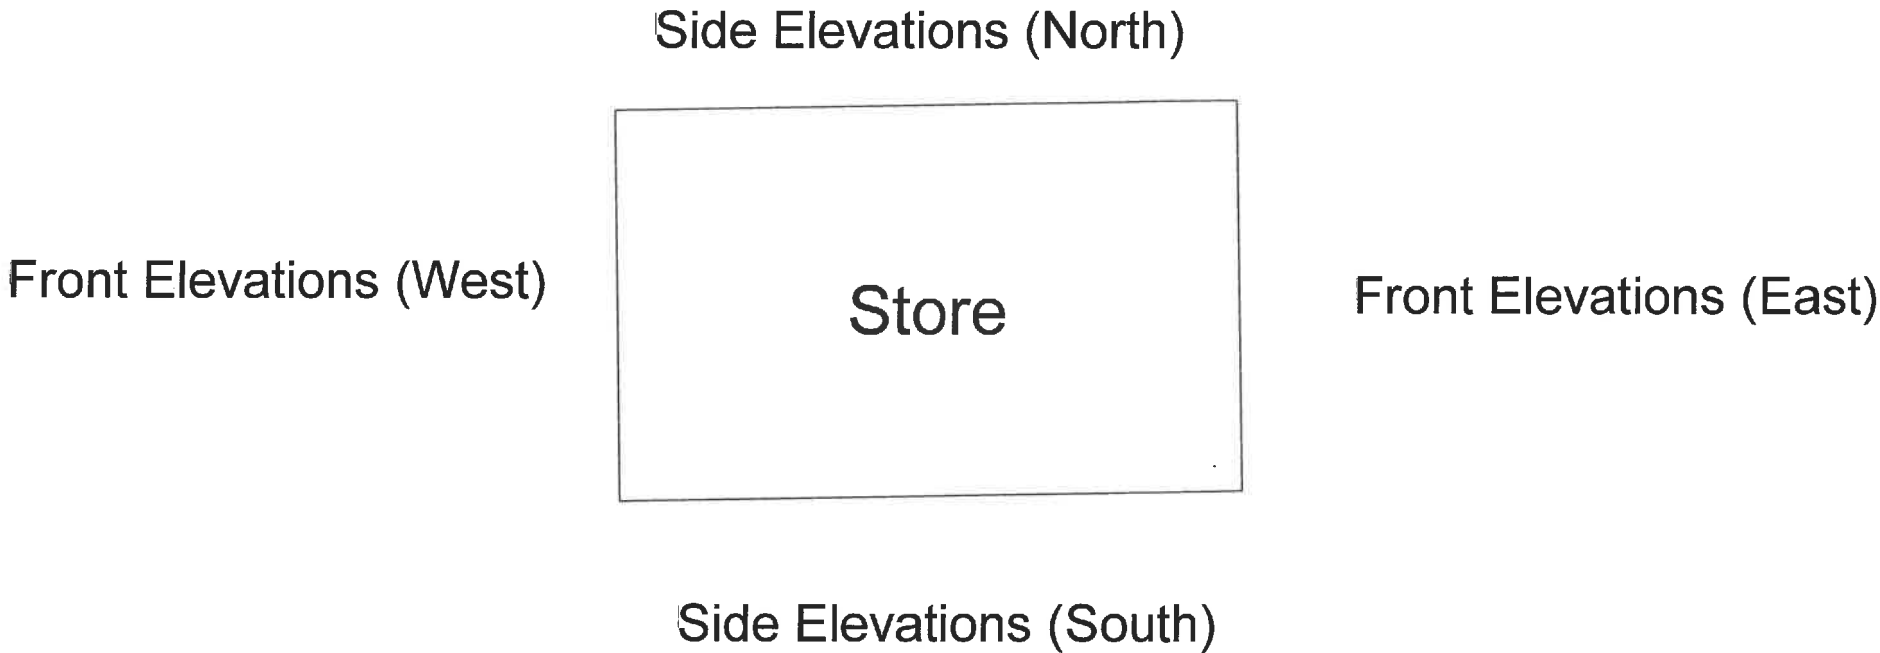 Side Elevations (North)
Front Elevations (West)
Store
Front Elevations (East)
Side Elevations (South)